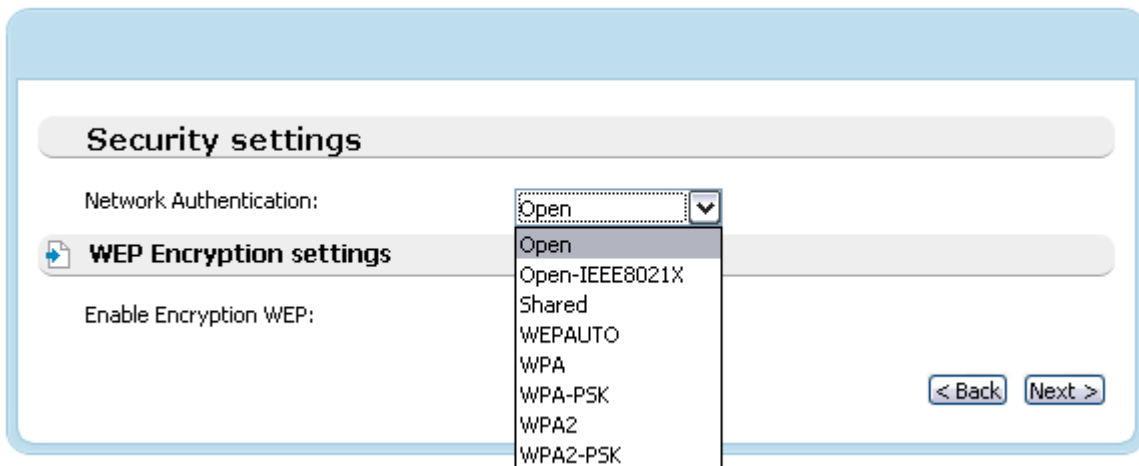 Security settings
Network Authentication:
Open
Open
Open-IEEE8021X
Shared
WEPAUTO
WPA
WPA-PSK
WPA2
WPA2-PSK
WEP Encryption settings
Enable Encryption WEP:
< Back Next >